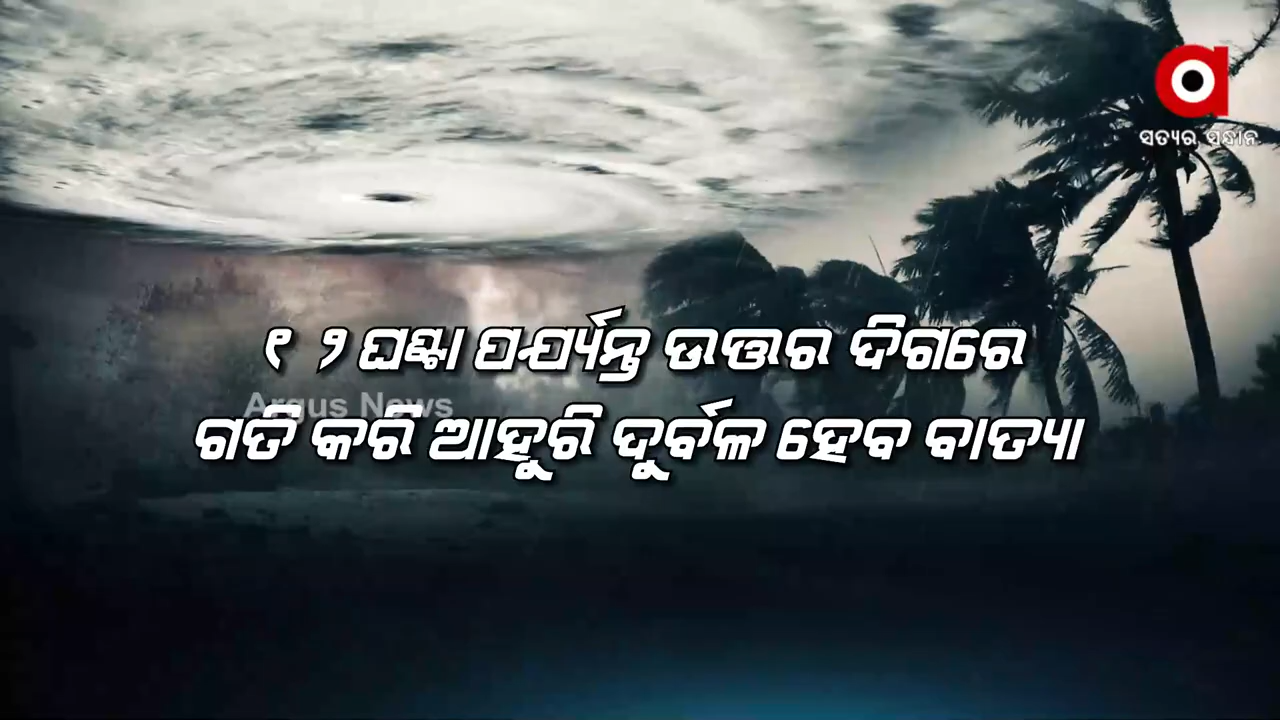 ସତ୍ୟର ସନ୍ଧାନ
୧ ୨ ଘଣ୍ଟା ପର୍ଯ୍ୟନ୍ତ ଉତ୍ତର ଦିଗରେ
Argus News
ଗତି କରି ଆହୁରି ଦୁର୍ବଳ ହେବ ବାତ୍ୟା